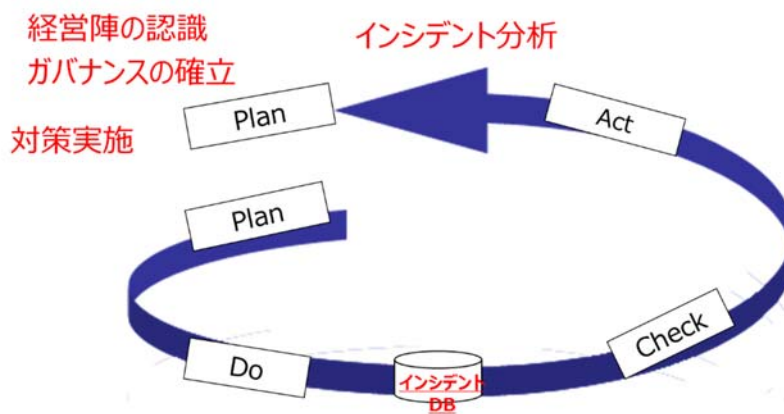 経営陣の認識
ガバナンスの確立
インシデント分析
対策実施
Plan
Act
Plan
Check
Do
インシデント
DB